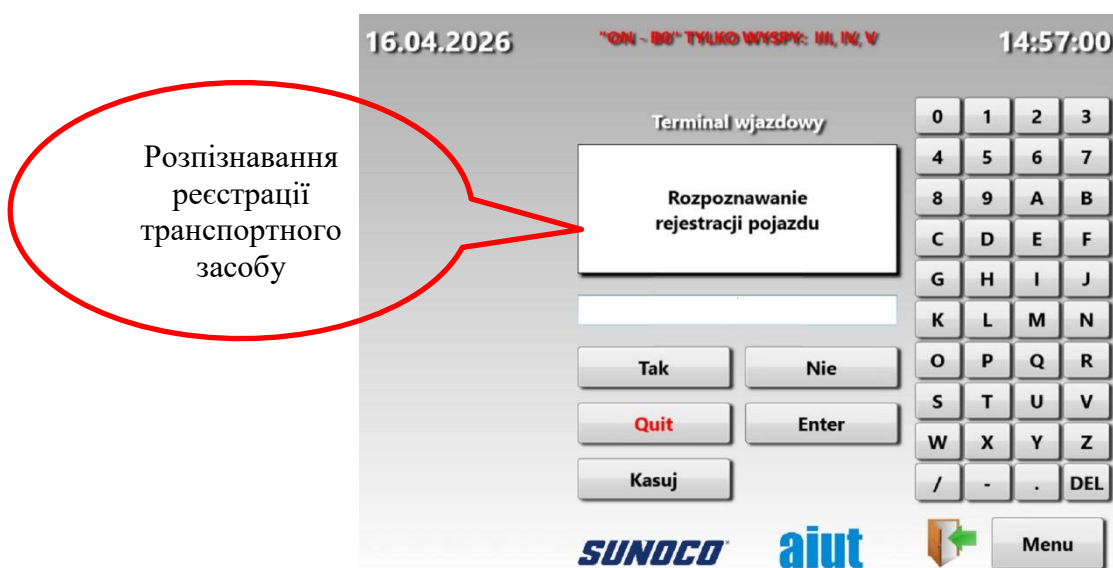 16.04.2026
"ON - B0" TYLKO WYSPY: III, IV, V
14:57:00
Розпізнавання
реєстрації
транспортного
засобу
Terminal wjazdowy
Rozpoznawanie
rejestracji pojazdu
Tak
Nie
Quit
Enter
Kasuj
0 1 2 3
4 5 6 7
8 9 A B
C D E F
G H I J
K L M N
O P Q R
S T U V
W X Y Z
/ - . DEL
SUNOCO
aiut
Menu